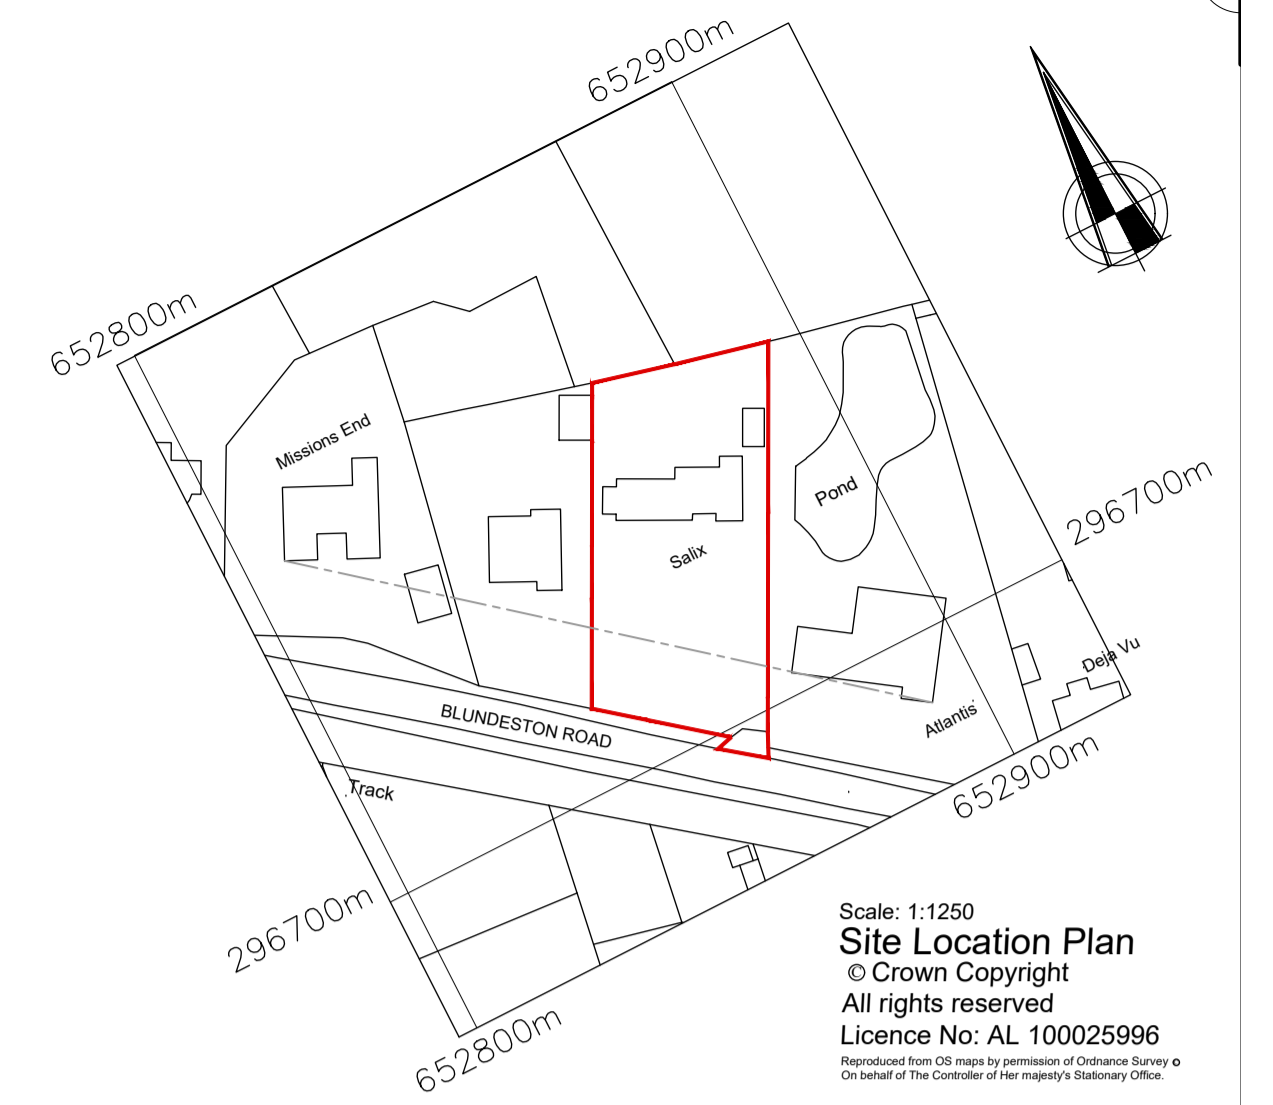 652900m
652800m
Missions End
Pond
Salix
296700m
Deja Vu
Atlantis
BLUNDESTON ROAD
652900m
Track
296700m
652800m
Scale: 1:1250
Site Location Plan
© Crown Copyright
All rights reserved
Licence No: AL 100025996
Reproduced from OS maps by permission of Ordnance Survey ©
On behalf of The Controller of Her majesty's Stationary Office.